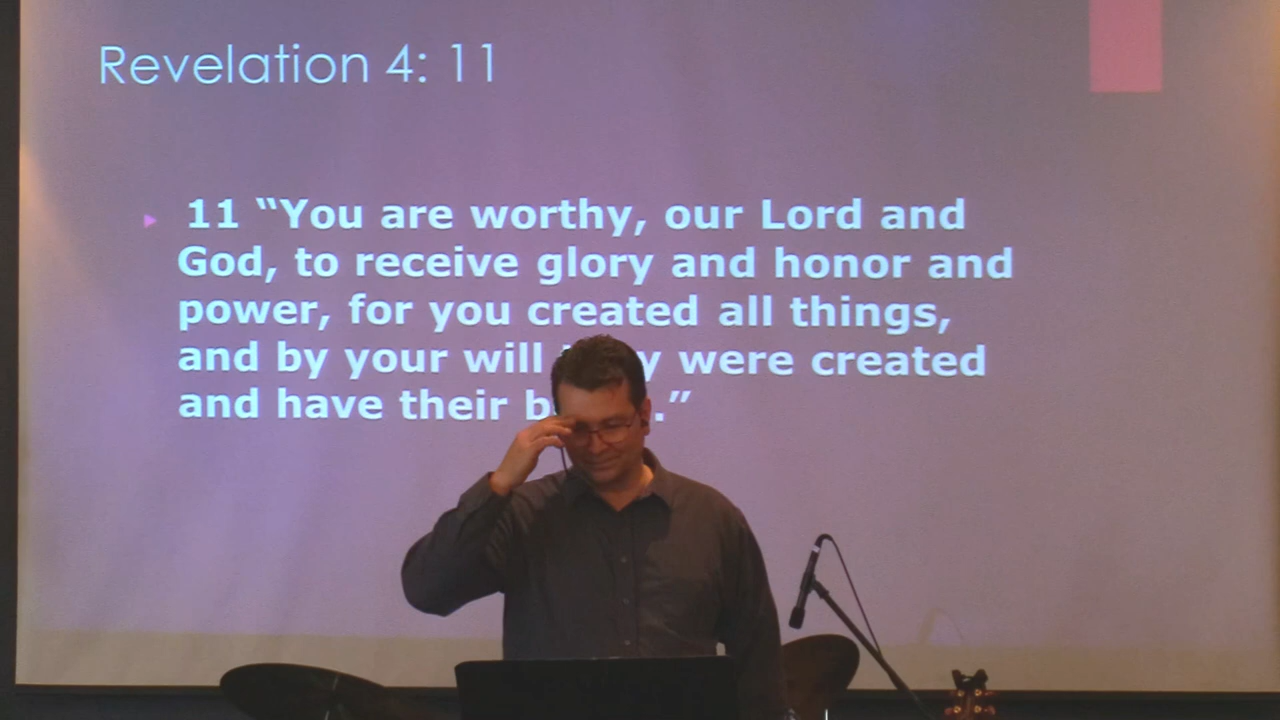 Revelation 4: 11
11 “You are worthy, our Lord and
God, to receive glory and honor and
power, for you created all things,
and by your will were created
and have their .”